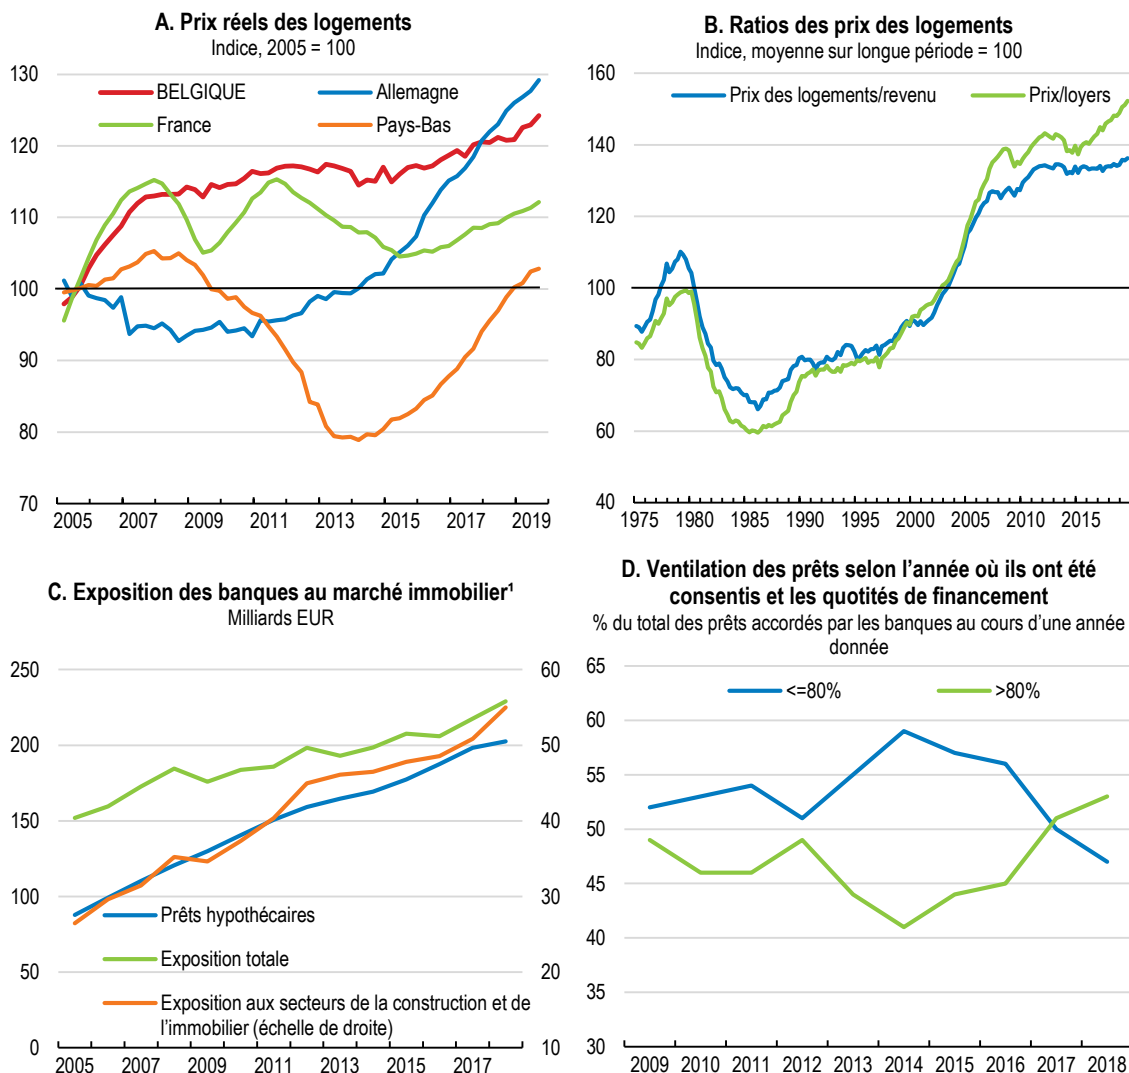 A. Prix réels des logements
Indice, 2005 = 100
130
120
110
100
90
80
70
BELGIQUE
Allemagne
France
Pays-Bas
2005 2007 2009 2011 2013 2015 2017 2019
B. Ratios des prix des logements
Indice, moyenne sur longue période = 100
160
140
120
100
80
60
40
Prix des logements/revenu
Prix/loyers
1975 1980 1985 1990 1995 2000 2005 2010 2015
C. Exposition des banques au marché immobilier¹
Milliards EUR
250
200
150
100
50
0
60
50
40
30
20
10
Prêts hypothécaires
Exposition totale
Exposition aux secteurs de la construction et de
l’immobilier (échelle de droite)
2005 2007 2009 2011 2013 2015 2017
D. Ventilation des prêts selon l’année où ils ont été
consentis et les quotités de financement
% du total des prêts accordés par les banques au cours d’une année
donnée
65
60
55
50
45
40
35
30
<=80%
>80%
2009 2010 2011 2012 2013 2014 2015 2016 2017 2018